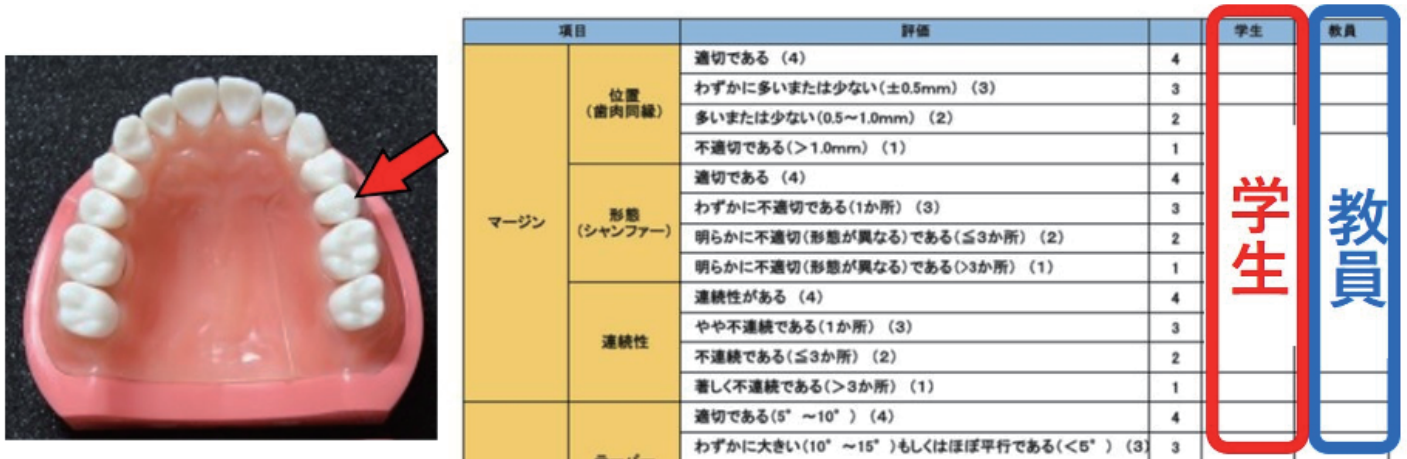 項目 評価 学生 教員
マージン
位置
(歯肉同縁)
適切である (4) 4
わずかに多いまたは少ない(±0.5mm) (3) 3
多いまたは少ない(0.5～1.0mm) (2) 2
不適切である(＞1.0mm) (1) 1
形態
(シャンファー)
適切である (4) 4
わずかに不適切である(1か所) (3) 3
明らかに不適切(形態が異なる)である(≦3か所) (2) 2
明らかに不適切(形態が異なる)である(>3か所) (1) 1
連続性
連続性がある (4) 4
やや不連続である(1か所) (3) 3
不連続である(≦3か所) (2) 2
著しく不連続である(＞3か所) (1) 1
適切である(5°～10°) (4) 4
わずかに大きい(10°～15°)もしくはほぼ平行である(＜5°) (3) 3
学生
教員